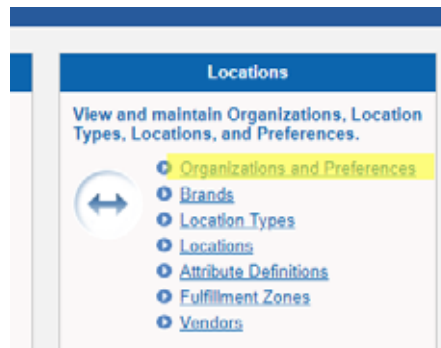 Locations
View and maintain Organizations, Location
Types, Locations, and Preferences.
Organizations and Preferences
Brands
Location Types
Locations
Attribute Definitions
Fulfillment Zones
Vendors